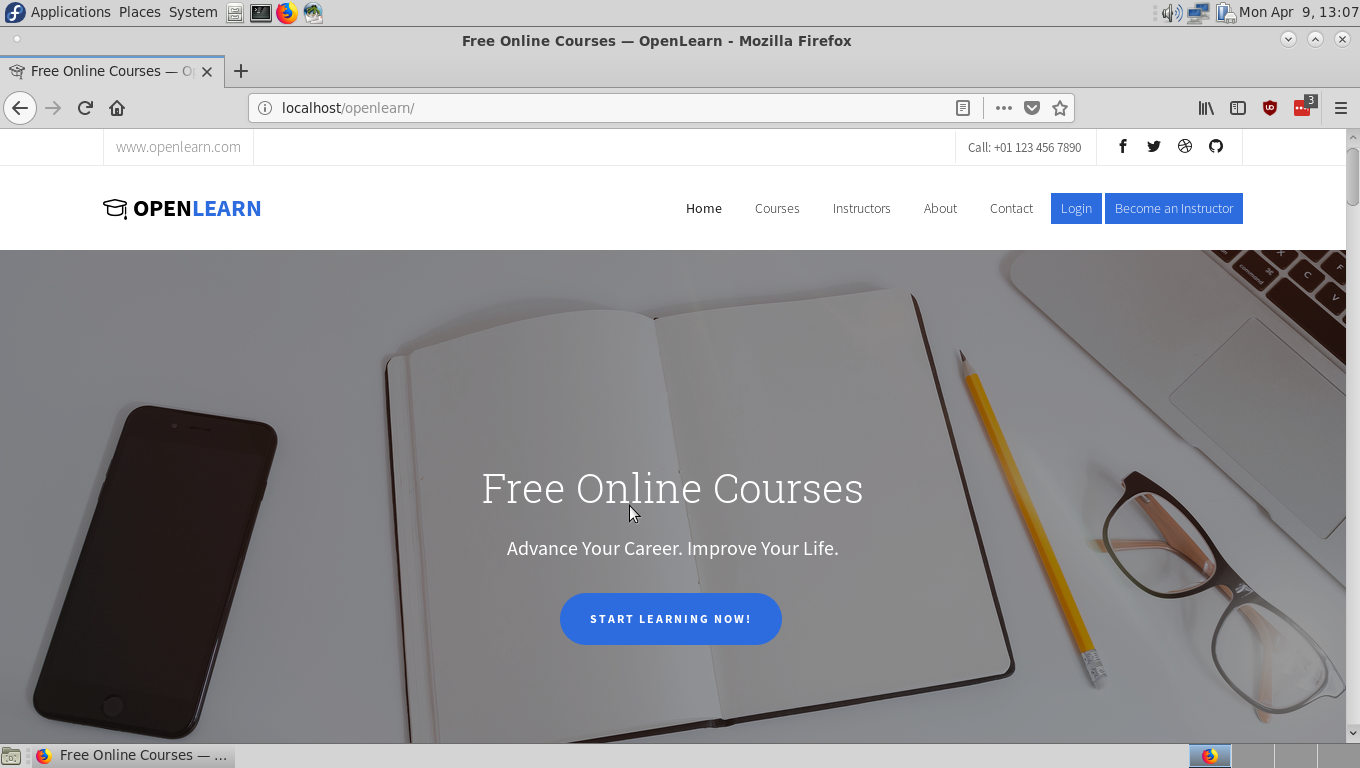 Applications Places System
Mon Apr 9, 13:07
Free Online Courses — OpenLearn - Mozilla Firefox
Free Online Courses — O
localhost/openlearn/
3
www.openlearn.com
Call: +01 123 456 7890
OPENLEARN
Home Courses Instructors About Contact Login Become an Instructor
command
C
V
F
Free Online Courses
Advance Your Career. Improve Your Life.
START LEARNING NOW!
Free Online Courses — ...